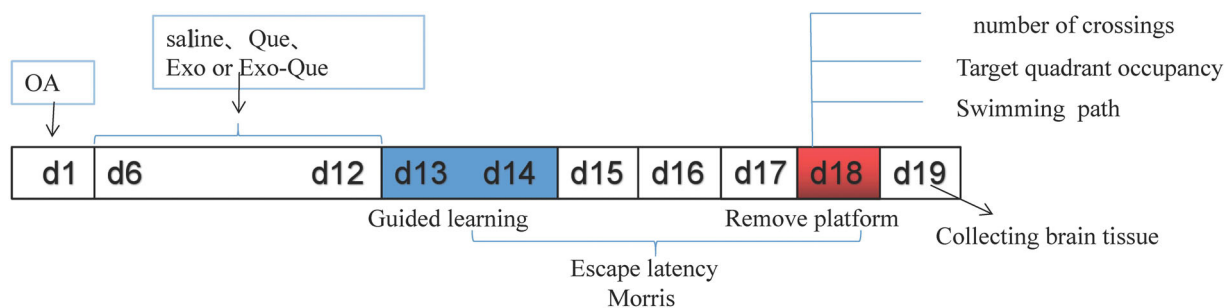 number of crossings
saline、 Que、
Exo or Exo-Que
Target quadrant occupancy
OA
Swimming path
d1 d6 d12 d13 d14 d15 d16 d17 d18 d19
Guided learning
Remove platform
Collecting brain tissue
Escape latency
Morris